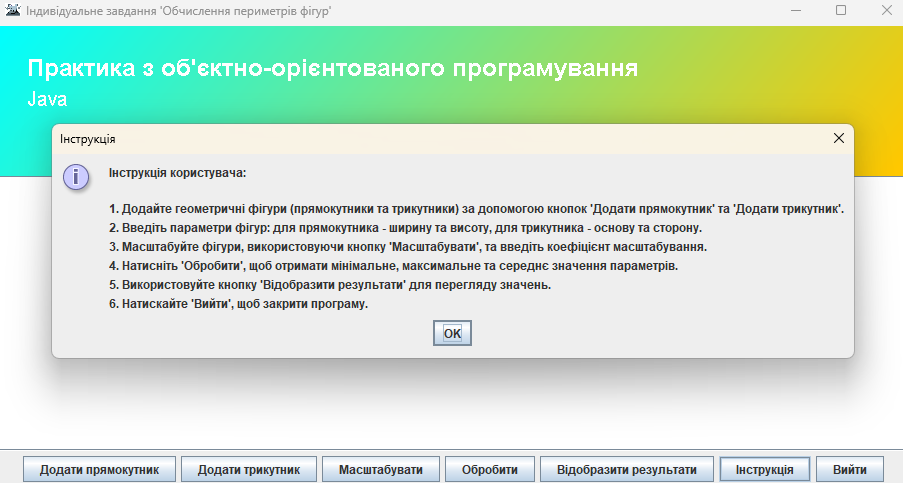 Індивідуальне завдання 'Обчислення периметрів фігур'
Практика з об'єктно-орієнтованого програмування
Java
Інструкція
Інструкція користувача:
1. Додайте геометричні фігури (прямокутники та трикутники) за допомогою кнопок 'Додати прямокутник' та 'Додати трикутник'.
2. Введіть параметри фігур: для прямокутника - ширину та висоту, для трикутника - основу та сторону.
3. Масштабуйте фігури, використовуючи кнопку 'Масштабувати', та введіть коефіцієнт масштабування.
4. Натисніть 'Обробити', щоб отримати мінімальне, максимальне та середнє значення параметрів.
5. Використовуйте кнопку 'Відобразити результати' для перегляду значень.
6. Натискайте 'Вийти', щоб закрити програму.
OK
Додати прямокутник Додати трикутник Масштабувати Обробити Відобразити результати Інструкція Вийти